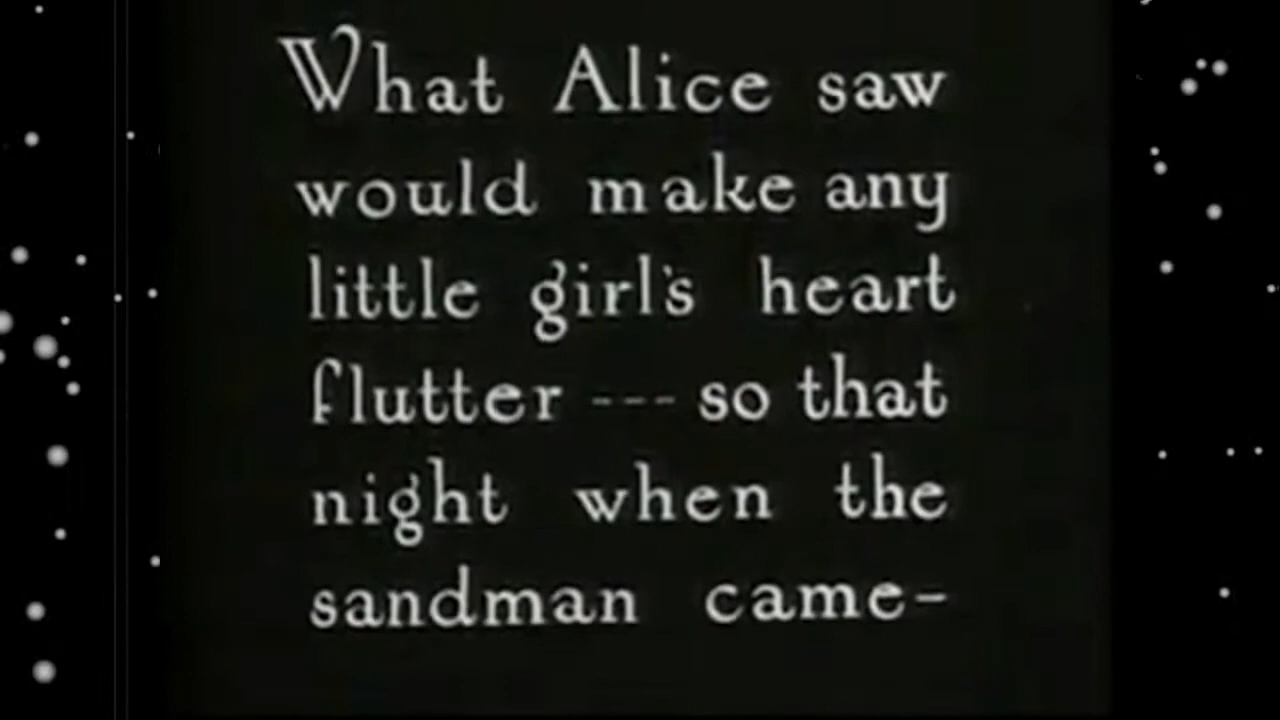 What Alice saw
would make any
little girl's heart
flutter --- so that
night when the
sandman came-